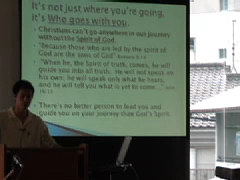 It's not just where you're going,
it's Who goes with you.
• Christians can't go anywhere in our journey
without the Spirit of God.
"Because those who are led by the spirit of
God are the sons of God"
"When he, the Spirit of truth, comes, he will
guide you into all truth. He will not speak on
his own; he will speak only what he hears,
and he will tell you what is yet to come
16:13
• There's no better person to lead you and
guide you on your journey than God's Spirit.